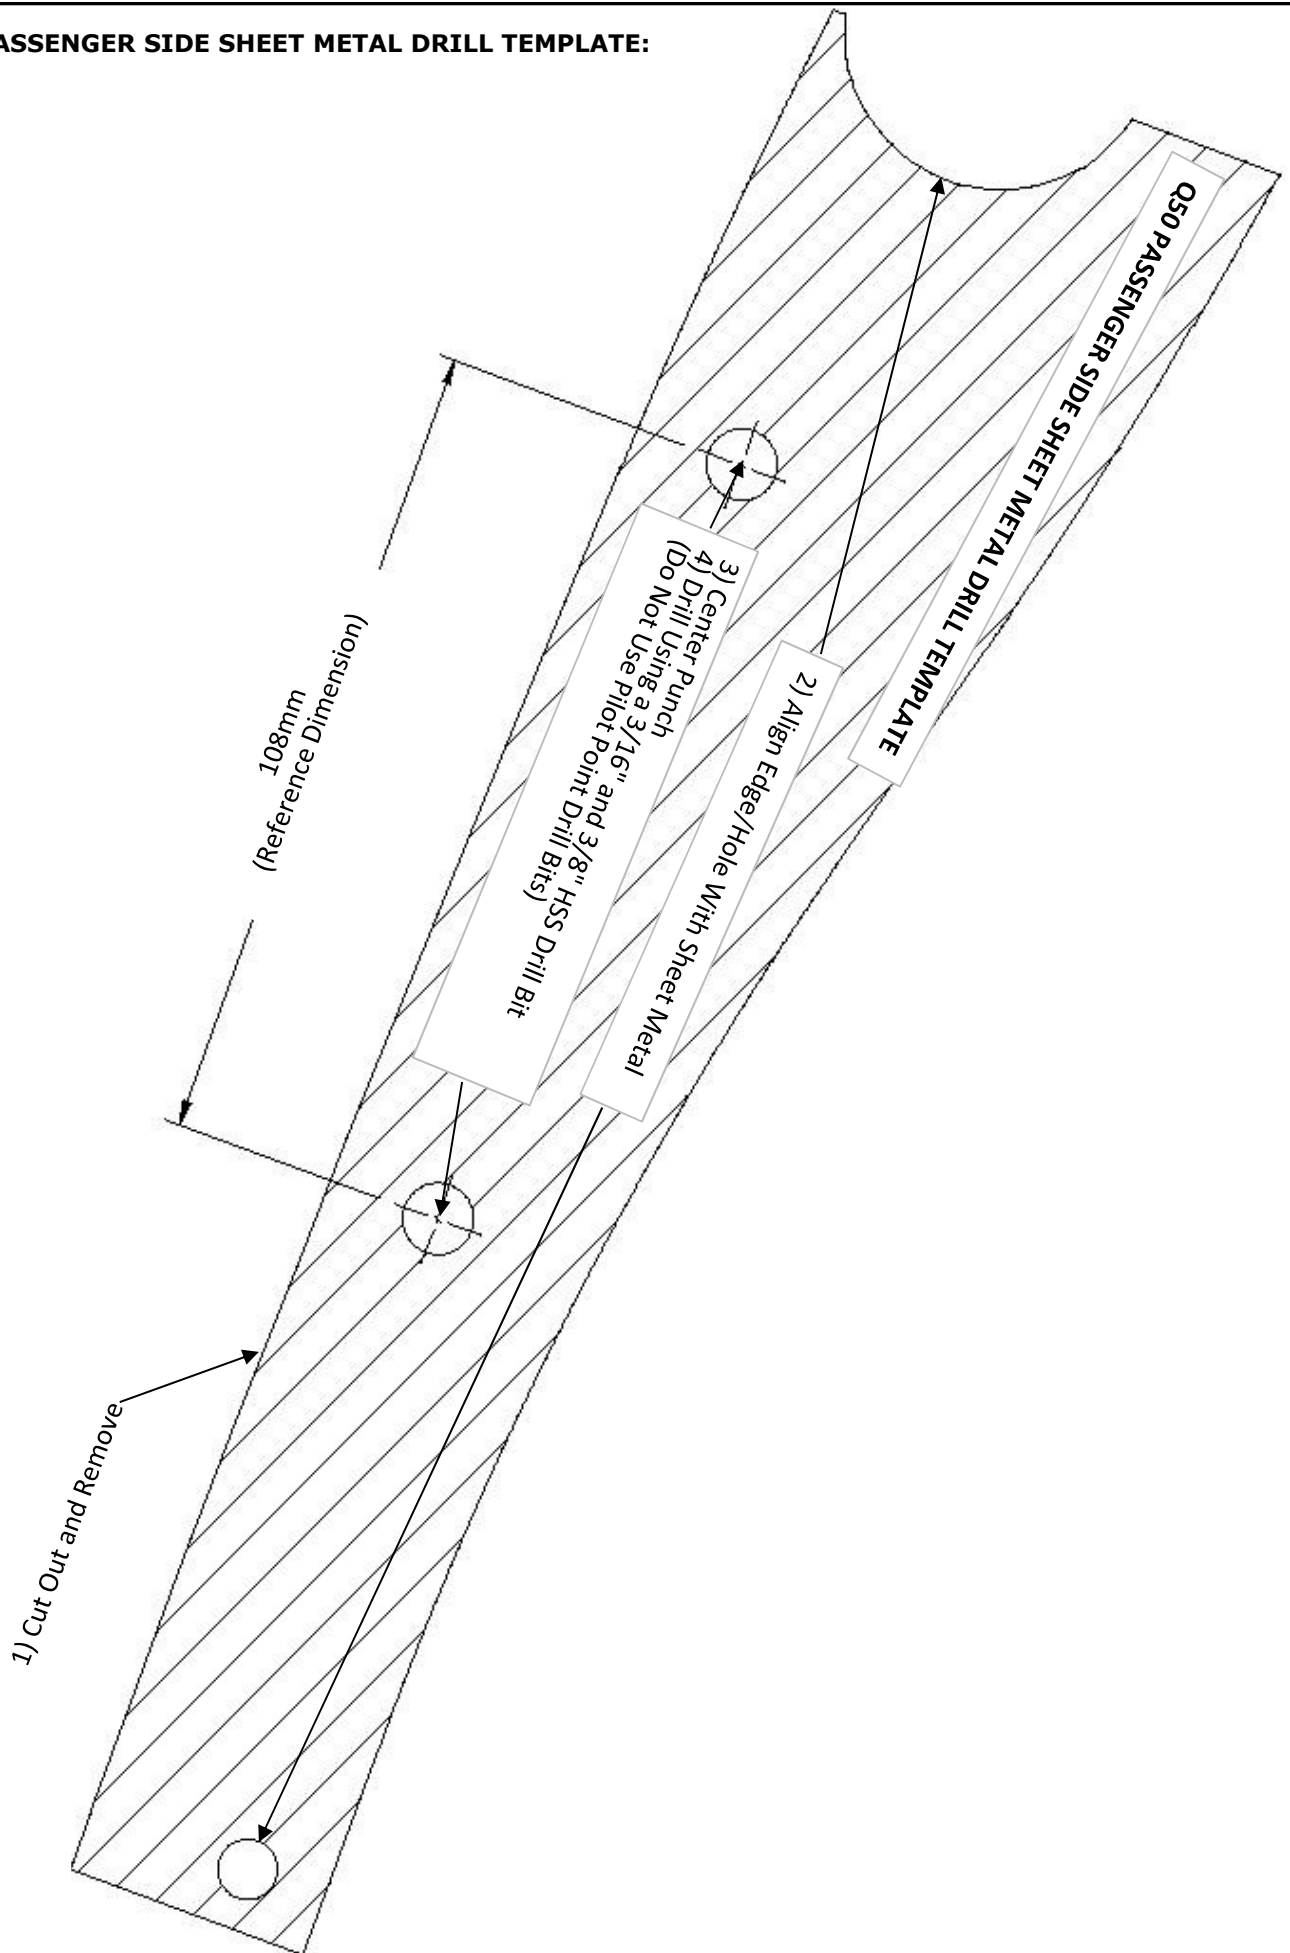 ASSENGER SIDE SHEET METAL DRILL TEMPLATE:
Q50 PASSENGER SIDE SHEET METAL DRILL TEMPLATE
2) Align Edge/Hole With Sheet Metal
3) Center Punch
4) Drill Using a 3/16" and 3/8" HSS Drill Bit
(Do Not Use Pilot Point Drill Bits)
108mm
(Reference Dimension)
1) Cut Out and Remove